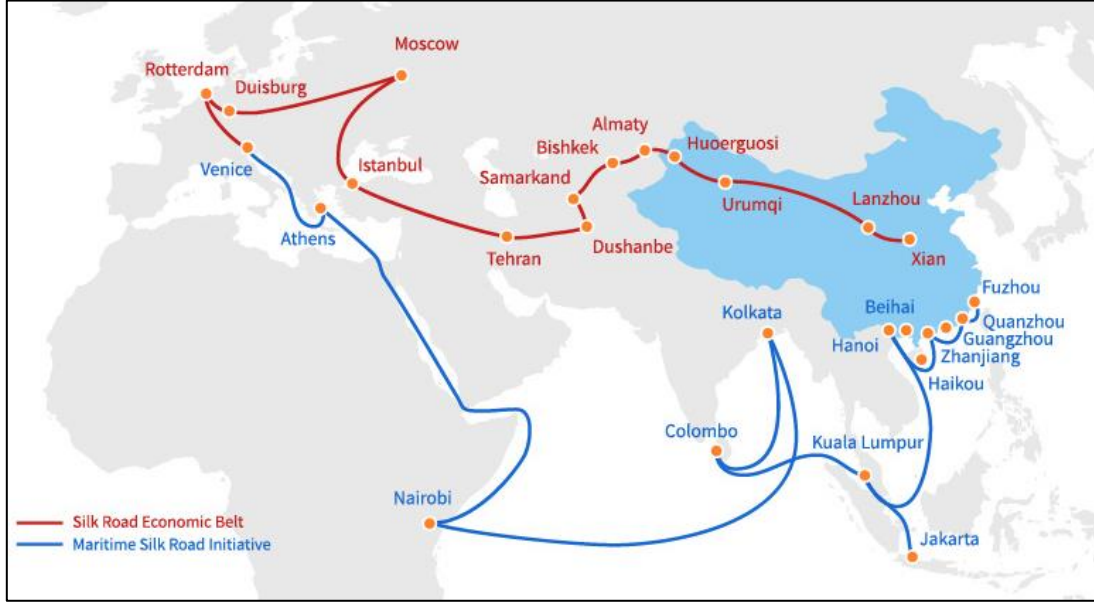 Moscow
Rotterdam
Duisburg
Almaty
Huoerguosi
Bishkek
Venice
Istanbul
Samarkand
Urumqi
Lanzhou
Athens
Tehran
Dushanbe
Xian
Fuzhou
Kolkata
Beihai
Quanzhou
Hanoi
Guangzhou
Zhanjiang
Haikou
Colombo
Kuala Lumpur
Nairobi
Silk Road Economic Belt
Maritime Silk Road Initiative
Jakarta